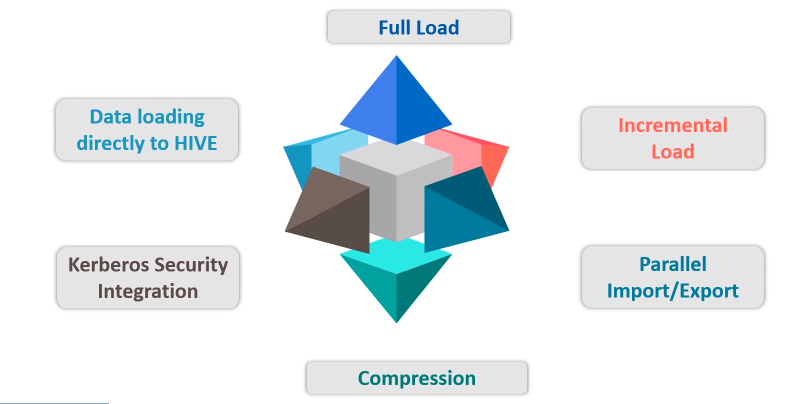 Full Load
Data loading
directly to HIVE
Incremental
Load
Kerberos Security
Integration
Parallel
Import/Export
Compression